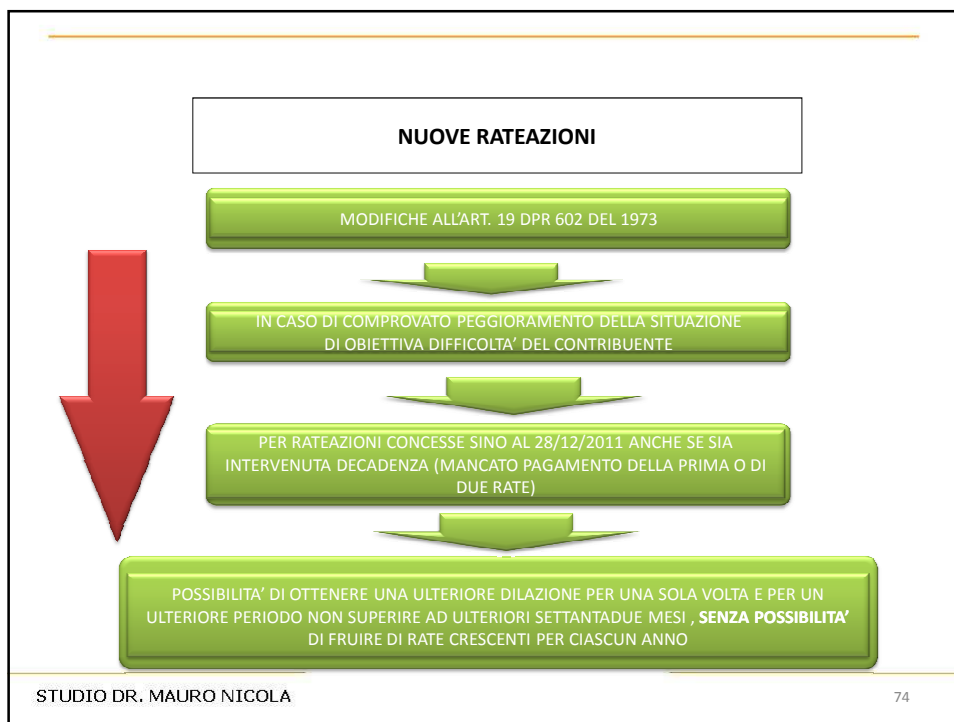 NUOVE RATEAZIONI
MODIFICHE ALL'ART. 19 DPR 602 DEL 1973
IN CASO DI COMPROVATO PEGGIORAMENTO DELLA SITUAZIONE
DI OBIETTIVA DIFFICOLTA' DEL CONTRIBUENTE
PER RATEAZIONI CONCESSE SINO AL 28/12/2011 ANCHE SE SIA
INTERVENUTA DECADENZA (MANCATO PAGAMENTO DELLA PRIMA O DI
DUE RATE)
POSSIBILITA' DI OTTENERE UNA ULTERIORE DILAZIONE PER UNA SOLA VOLTA E PER UN
ULTERIORE PERIODO NON SUPERIRE AD ULTERIORI SETTANTADUE MESI , SENZA POSSIBILITA'
DI FRUIRE DI RATE CRESCENTI PER CIASCUN ANNO
STUDIO DR. MAURO NICOLA
74